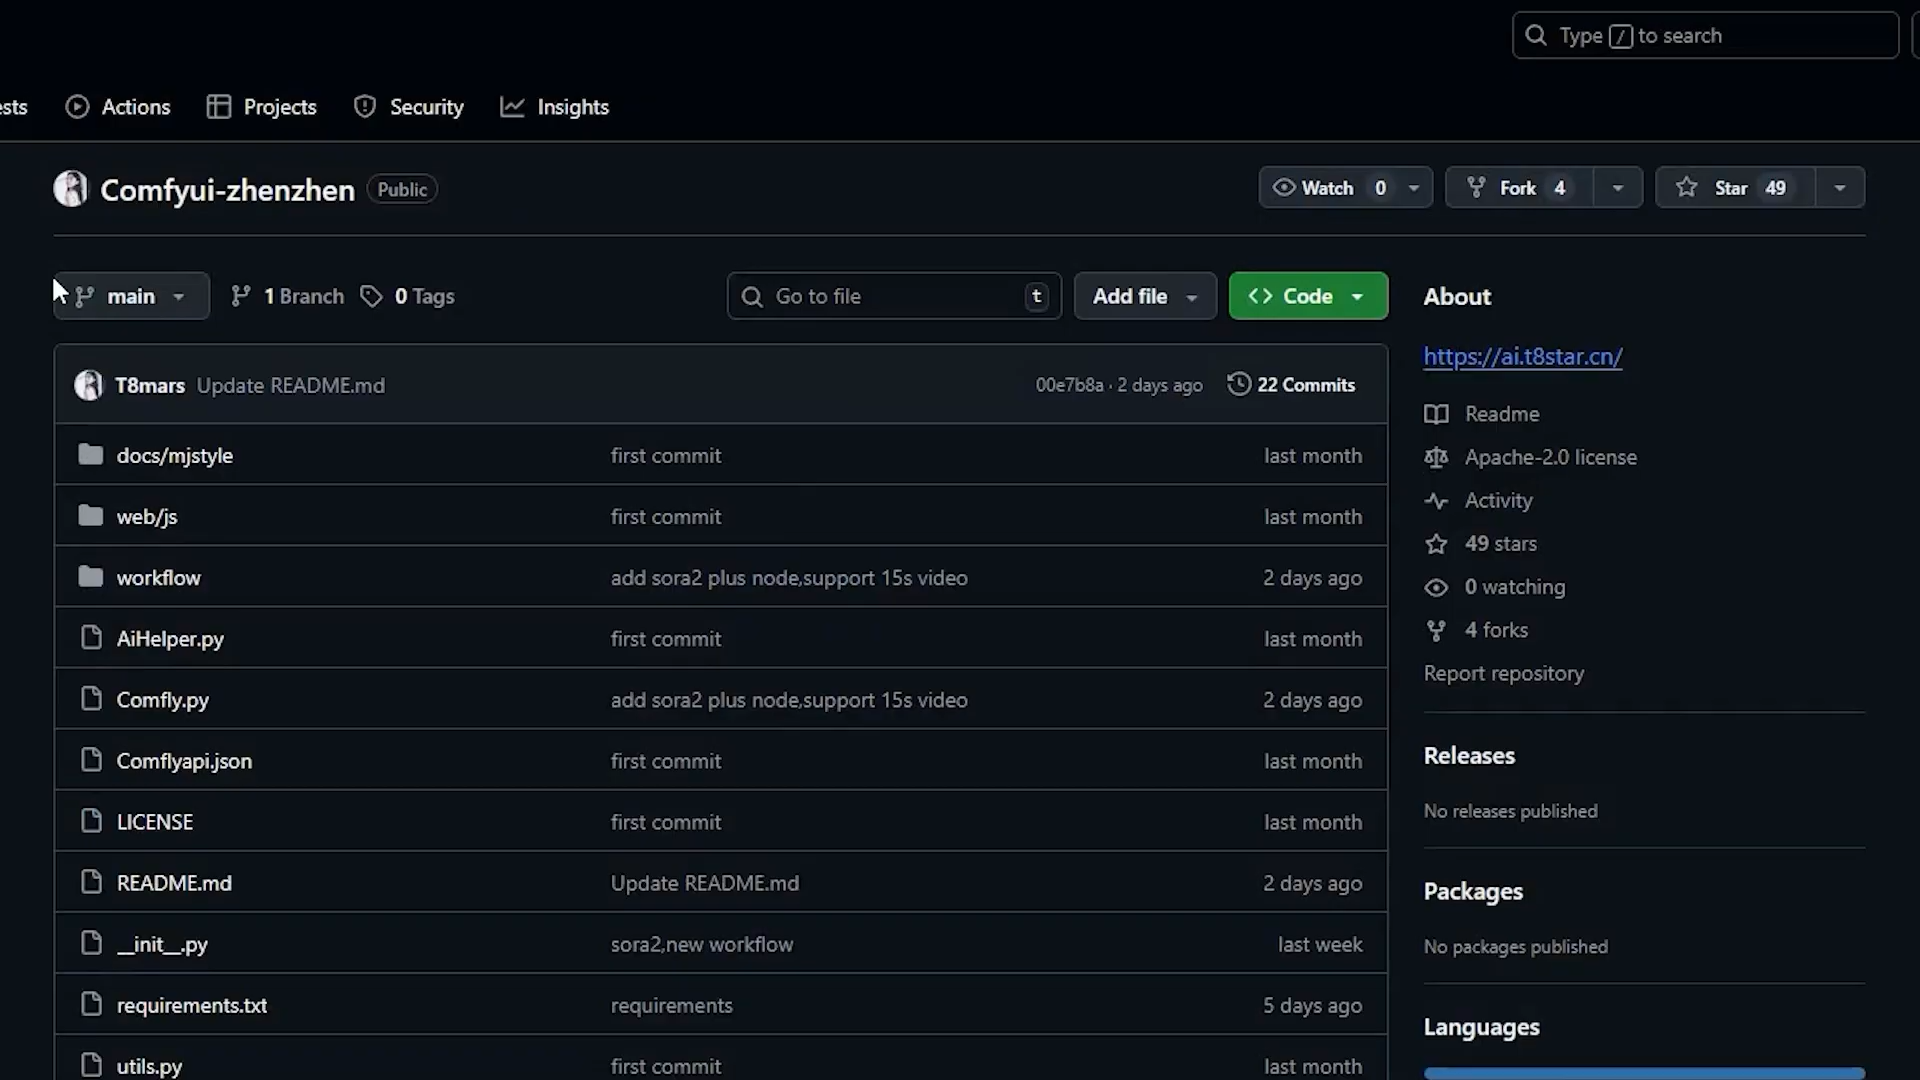 Type / to search
ests Actions Projects Security Insights
Comfyui-zhenzhen Public
Watch 0 Fork 4 Star 49
main 1 Branch 0 Tags Go to file t Add file Code
About
https://ai.t8star.cn/
T8mars Update README.md 00e7b8a · 2 days ago 22 Commits
Readme
docs/mjstyle first commit last month
Apache-2.0 license
Activity
web/js first commit last month
49 stars
workflow add sora2 plus node,support 15s video 2 days ago
0 watching
AiHelper.py first commit last month
4 forks
Report repository
Comfly.py add sora2 plus node,support 15s video 2 days ago
Releases
Comflyapi.json first commit last month
No releases published
LICENSE first commit last month
README.md Update README.md 2 days ago
Packages
__init__.py sora2,new workflow last week
No packages published
requirements.txt requirements 5 days ago
Languages
utils.py first commit last month